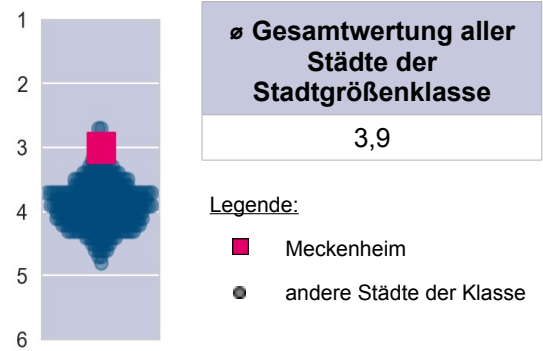 1
2
3
4
5
6
⌀ Gesamtwertung aller
Städte der
Stadtgrößenklasse
3,9
Legende:
Meckenheim
andere Städte der Klasse